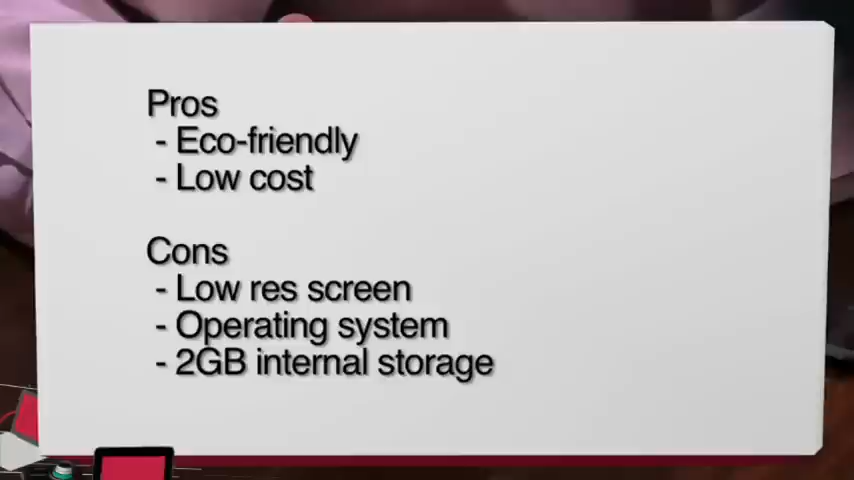 Pros
- Eco-friendly
- Low cost
Cons
- Low res screen
- Operating system
- 2GB internal storage